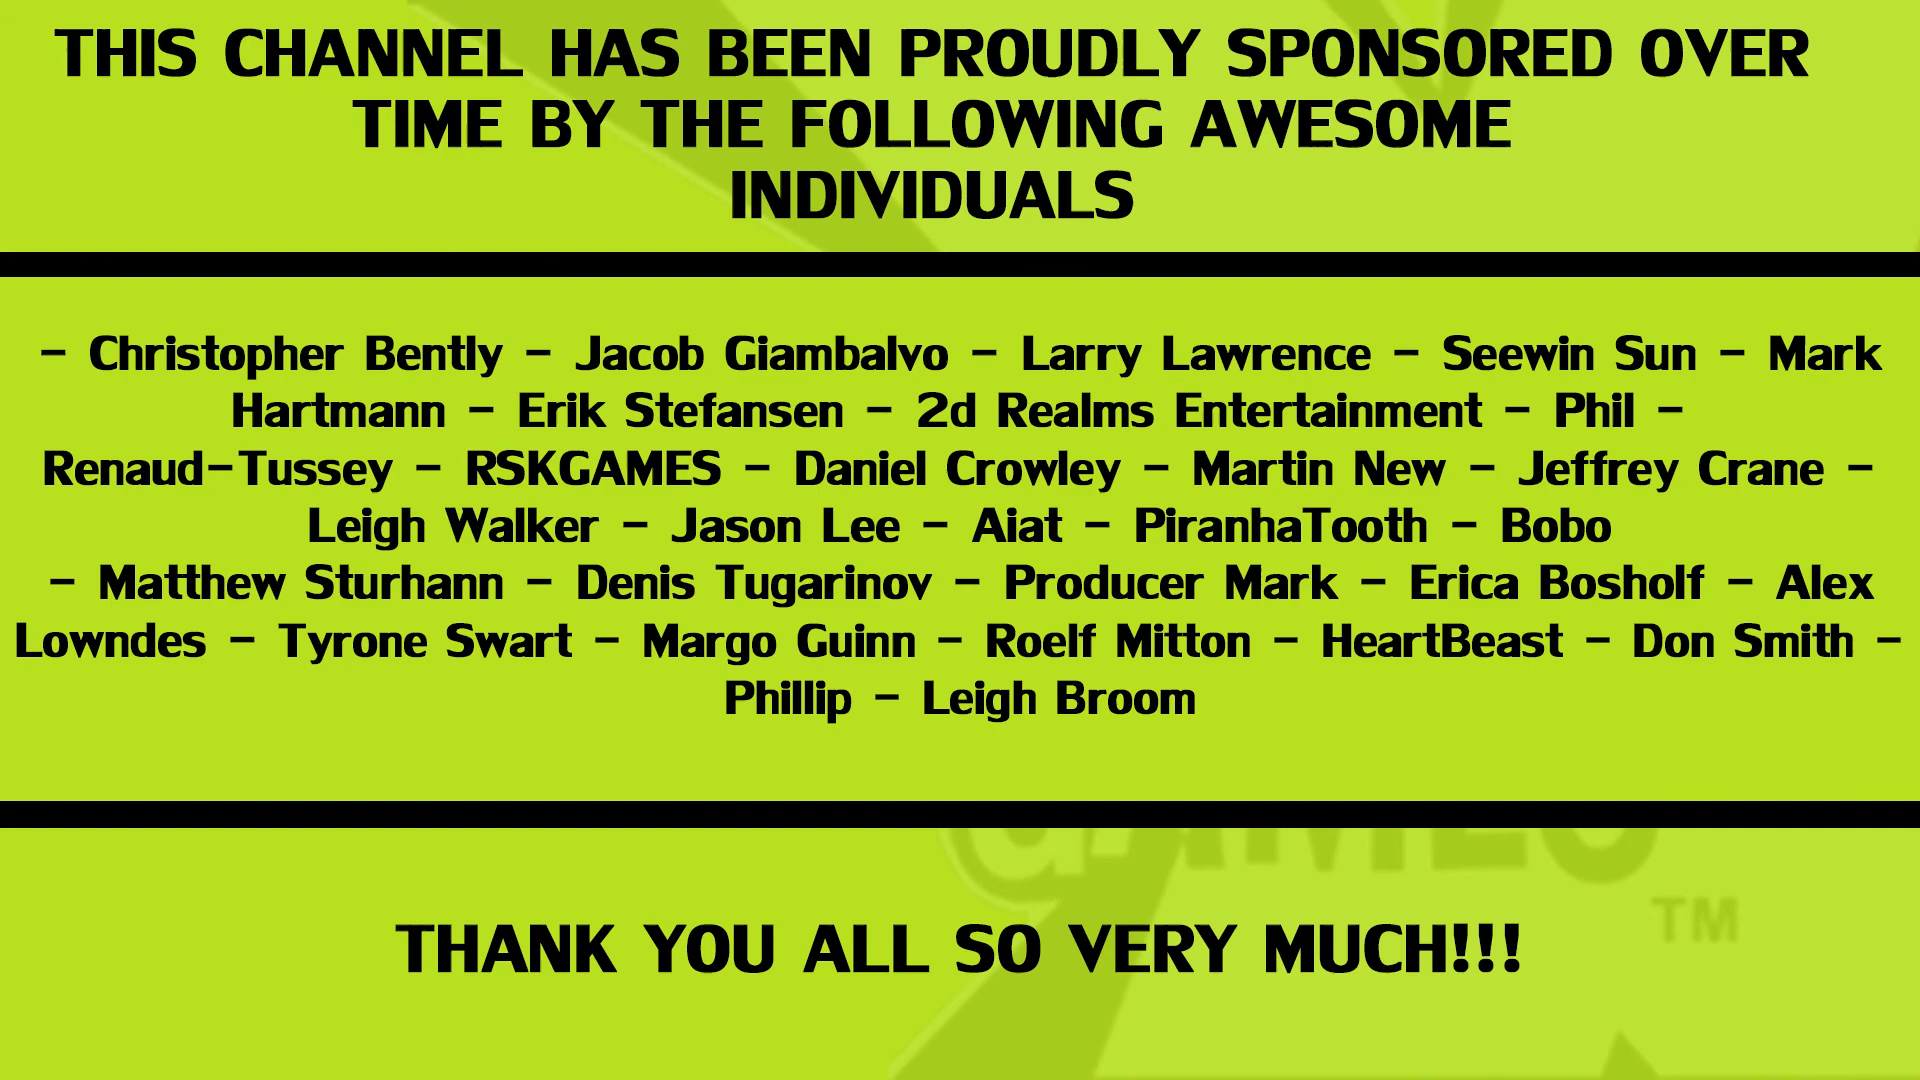 THIS CHANNEL HAS BEEN PROUDLY SPONSORED OVER
TIME BY THE FOLLOWING AWESOME
INDIVIDUALS
- Christopher Bently - Jacob Giambalvo - Larry Lawrence - Seewin Sun - Mark
Hartmann - Erik Stefansen - 2d Realms Entertainment - Phil -
Renaud-Tussey - RSKGAMES - Daniel Crowley - Martin New - Jeffrey Crane -
Leigh Walker - Jason Lee - Aiat - PiranhaTooth - Bobo
- Matthew Sturhann - Denis Tugarinov - Producer Mark - Erica Bosholf - Alex
Lowndes - Tyrone Swart - Margo Guinn - Roelf Mitton - HeartBeast - Don Smith -
Phillip - Leigh Broom
GAMES
TM
THANK YOU ALL SO VERY MUCH!!!